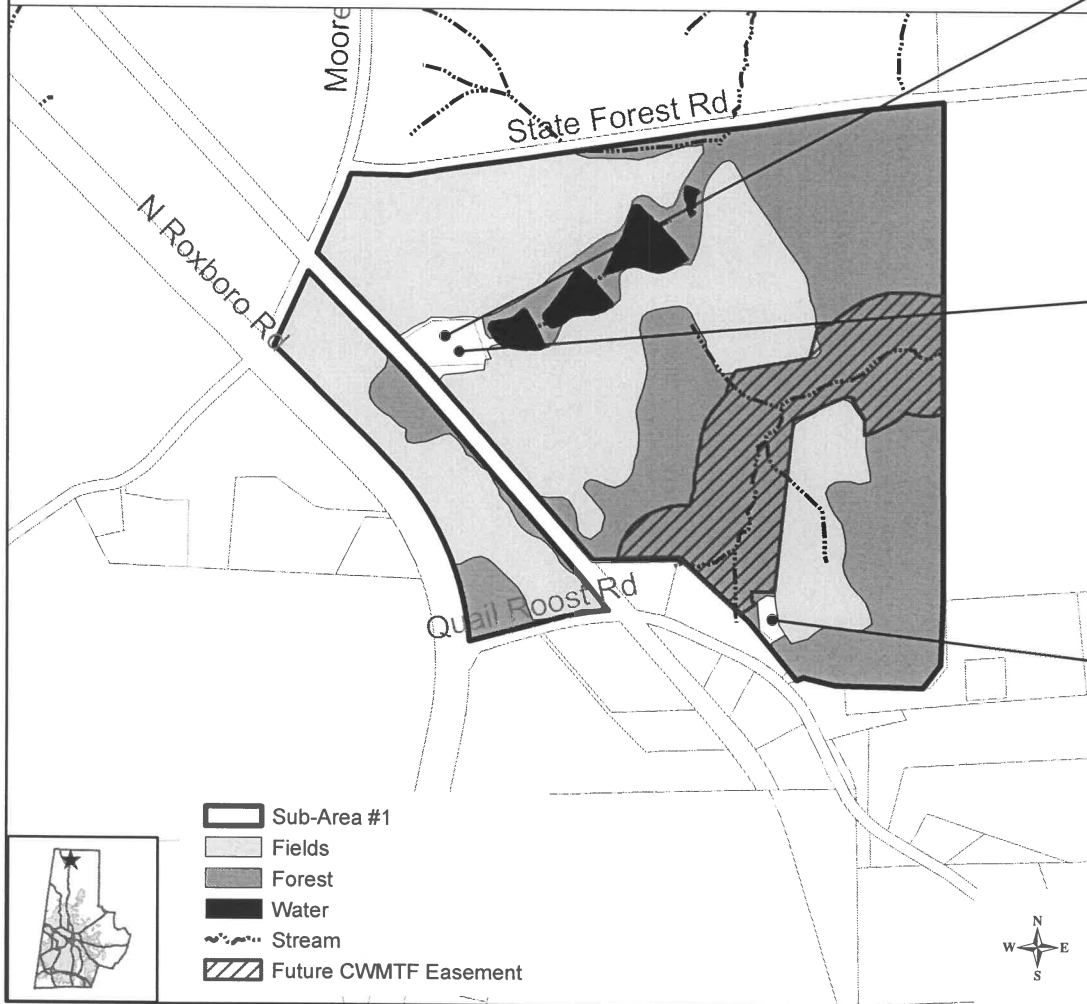 Moore
State Forest Rd
N Roxboro Rd
Quail Roost Rd
Sub-Area #1
Fields
Forest
Water
Stream
Future CWMTF Easement
N
W E
S